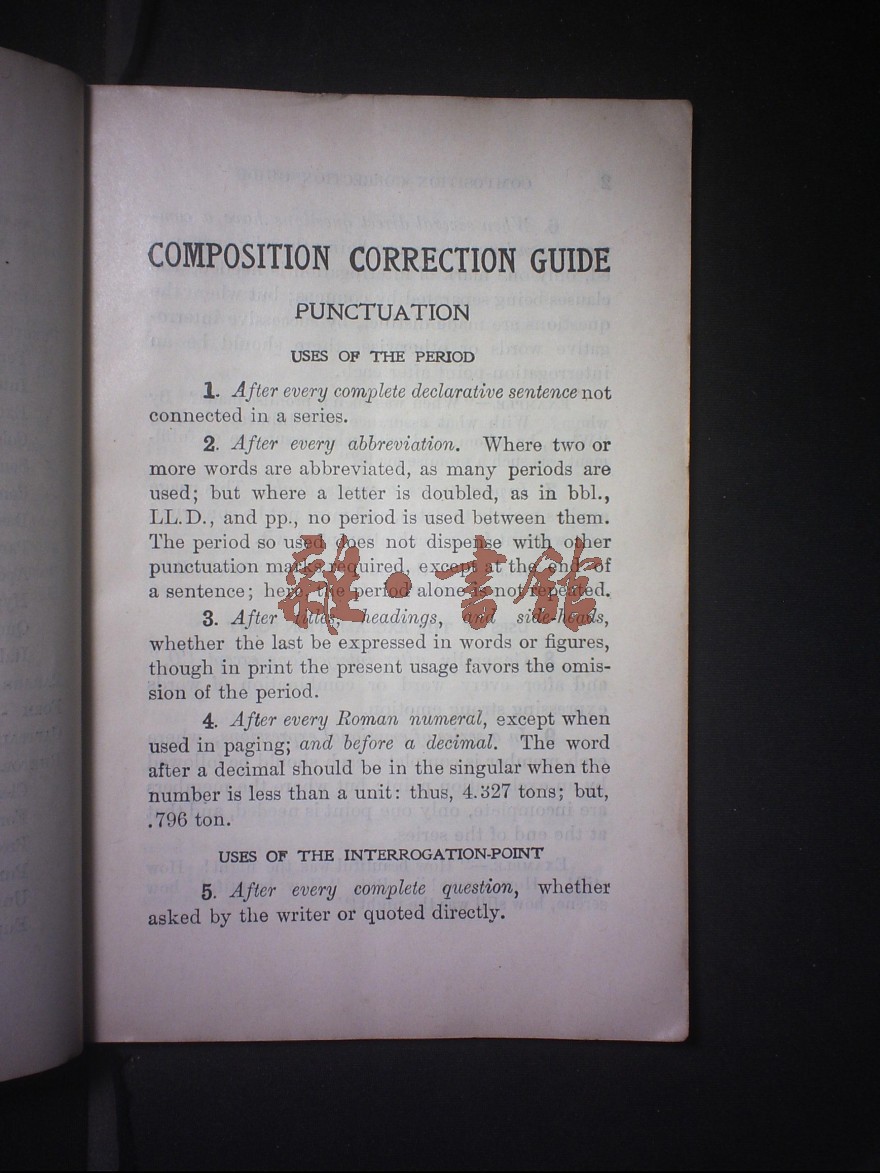 COMPOSITION CORRECTION GUIDE
PUNCTUATION
USES OF THE PERIOD
1. After every complete declarative sentence not
connected in a series.
2. After every abbreviation. Where two or
more words are abbreviated, as many periods are
used; but where a letter is doubled, as in bbl.,
LL.D., and pp., no period is used between them.
The period so used does not dispense with other
punctuation marks required, except at the end of
a sentence; here, the period alone is not repeated.
3. After titles, headings, and side-heads,
whether the last be expressed in words or figures,
though in print the present usage favors the omis-
sion of the period.
4. After every Roman numeral, except when
used in paging; and before a decimal. The word
after a decimal should be in the singular when the
number is less than a unit: thus, 4.327 tons; but,
.796 ton.
USES OF THE INTERROGATION-POINT
5. After every complete question, whether
asked by the writer or quoted directly.
雜·書館